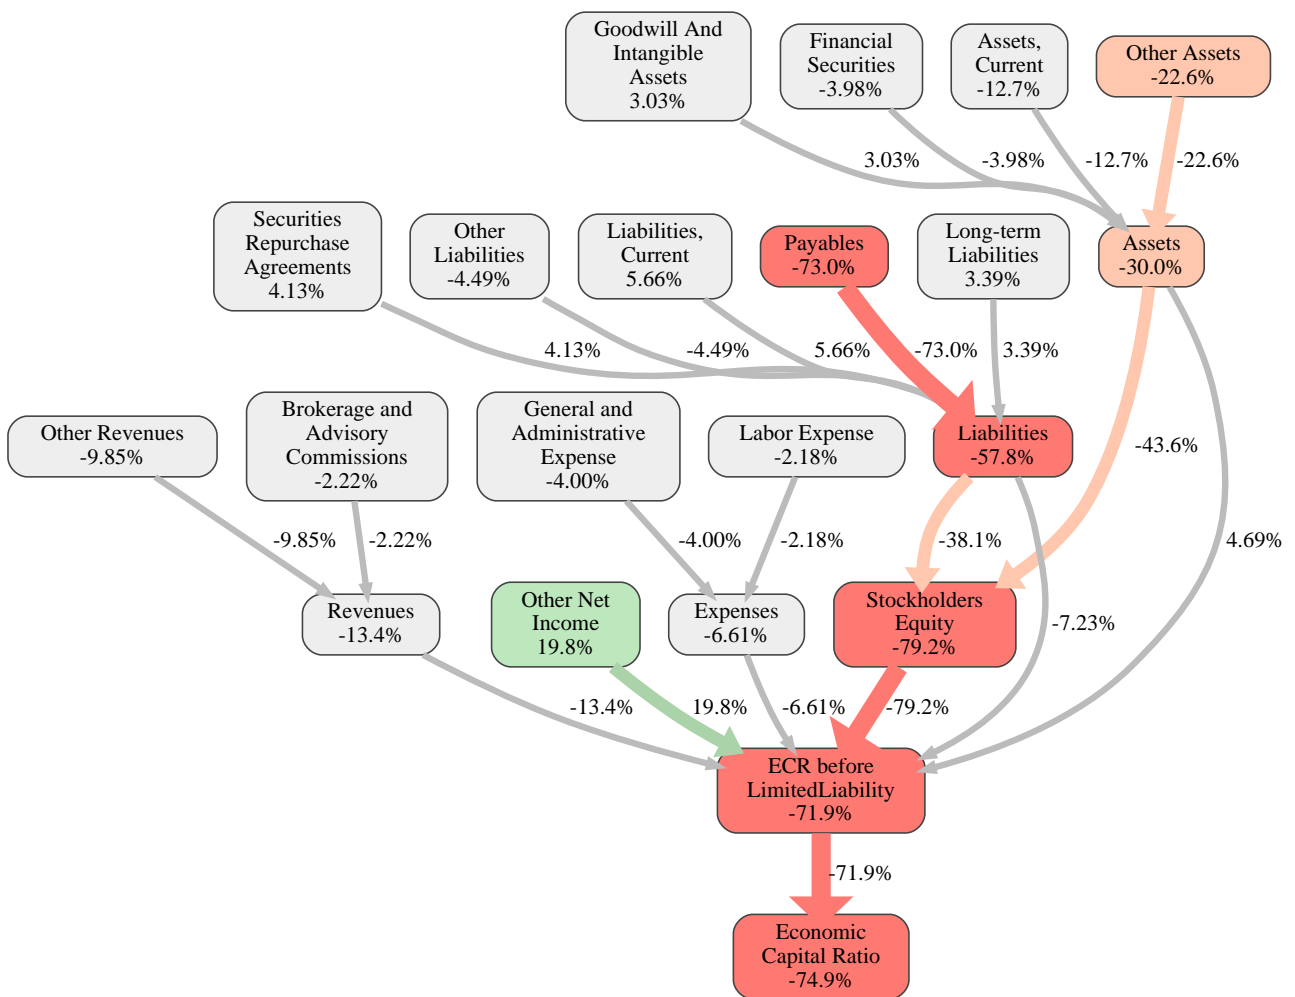 Goodwill And
Intangible
Assets
3.03%
Financial
Securities
-3.98%
Assets,
Current
-12.7%
Other Assets
-22.6%
3.03%
-3.98%
-12.7%
-22.6%
Securities
Repurchase
Agreements
4.13%
Other
Liabilities
-4.49%
Liabilities,
Current
5.66%
Payables
-73.0%
Long-term
Liabilities
3.39%
Assets
-30.0%
4.13%
-4.49%
5.66%
-73.0%
3.39%
-43.6%
Other Revenues
-9.85%
Brokerage and
Advisory
Commissions
-2.22%
General and
Administrative
Expense
-4.00%
Labor Expense
-2.18%
Liabilities
-57.8%
-9.85%
-2.22%
-4.00%
-2.18%
-38.1%
4.69%
Revenues
-13.4%
Other Net
Income
19.8%
Expenses
-6.61%
Stockholders
Equity
-79.2%
-7.23%
-13.4%
19.8%
-6.61%
-79.2%
ECR before
LimitedLiability
-71.9%
-71.9%
Economic
Capital Ratio
-74.9%